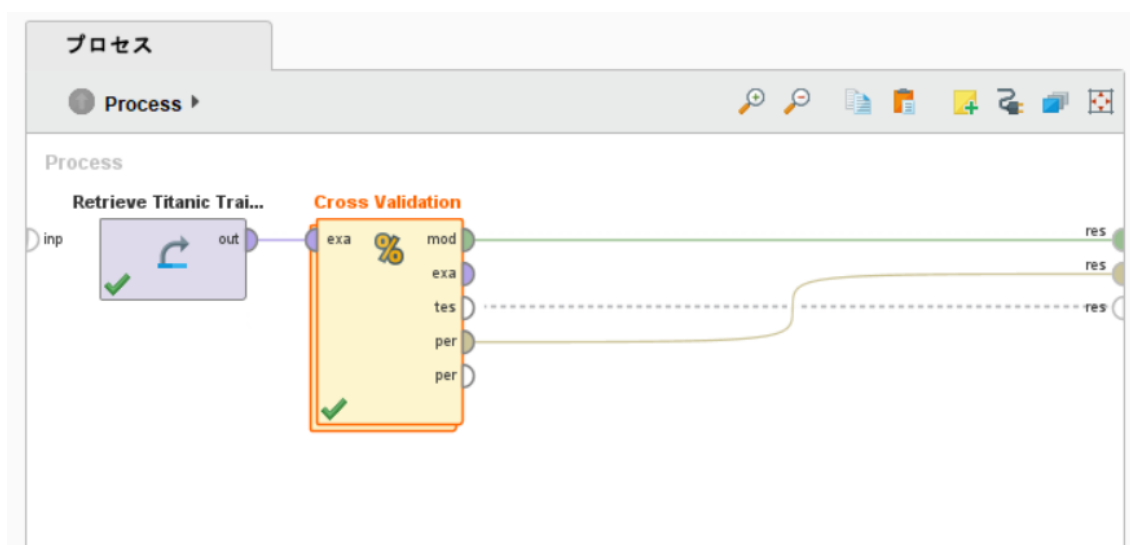 プロセス
Process
Process
Retrieve Titanic Trai...
Cross Validation
inp
out
exa
%
mod
res
exa
res
tes
res
per
per